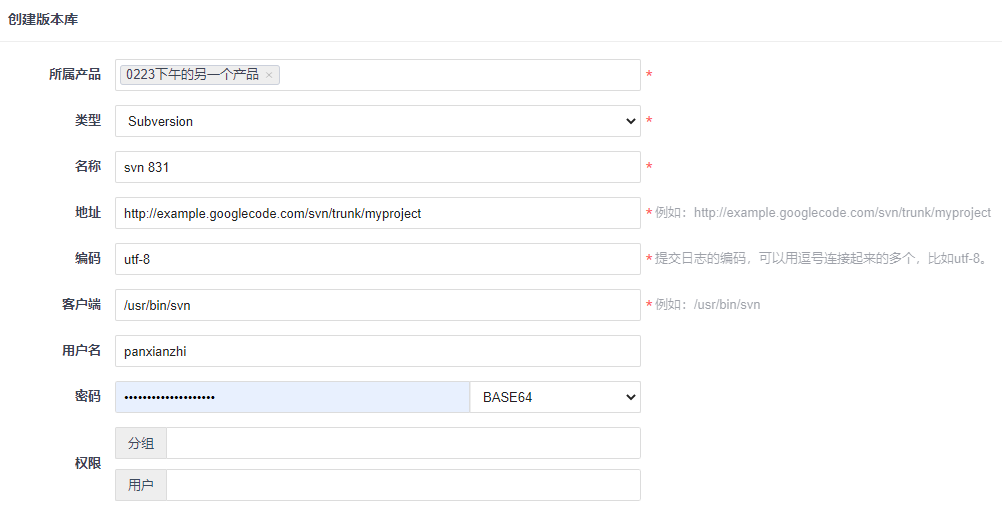 创建版本库
所属产品 0223下午的另一个产品 × *
类型 Subversion *
名称 svn 831 *
地址 http://example.googlecode.com/svn/trunk/myproject * 例如：http://example.googlecode.com/svn/trunk/myproject
编码 utf-8 * 提交日志的编码，可以用逗号连接起来的多个，比如utf-8。
客户端 /usr/bin/svn * 例如：/usr/bin/svn
用户名 panxianzhi
密码 •••••••••••••••••••• BASE64
权限 分组
用户